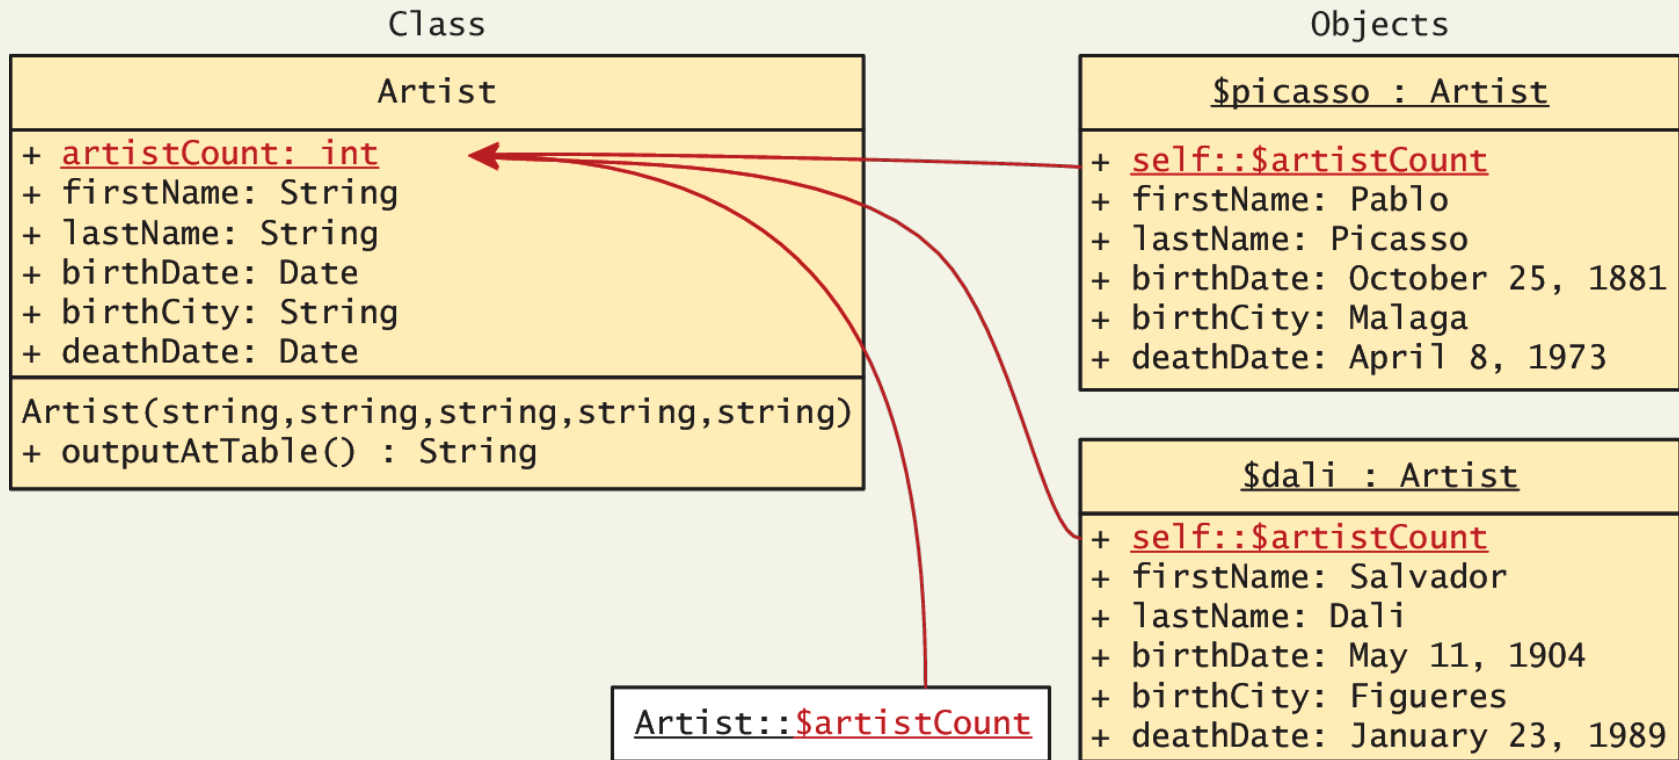 Class
Artist
+ artistCount: int
+ firstName: String
+ lastName: String
+ birthDate: Date
+ birthCity: String
+ deathDate: Date
Artist(string,string,string,string,string)
+ outputAtTable() : String
Objects
$picasso : Artist
+ self::$artistCount
+ firstName: Pablo
+ lastName: Picasso
+ birthDate: October 25, 1881
+ birthCity: Malaga
+ deathDate: April 8, 1973
$dali : Artist
+ self::$artistCount
+ firstName: Salvador
+ lastName: Dali
+ birthDate: May 11, 1904
+ birthCity: Figueres
+ deathDate: January 23, 1989
Artist::$artistCount